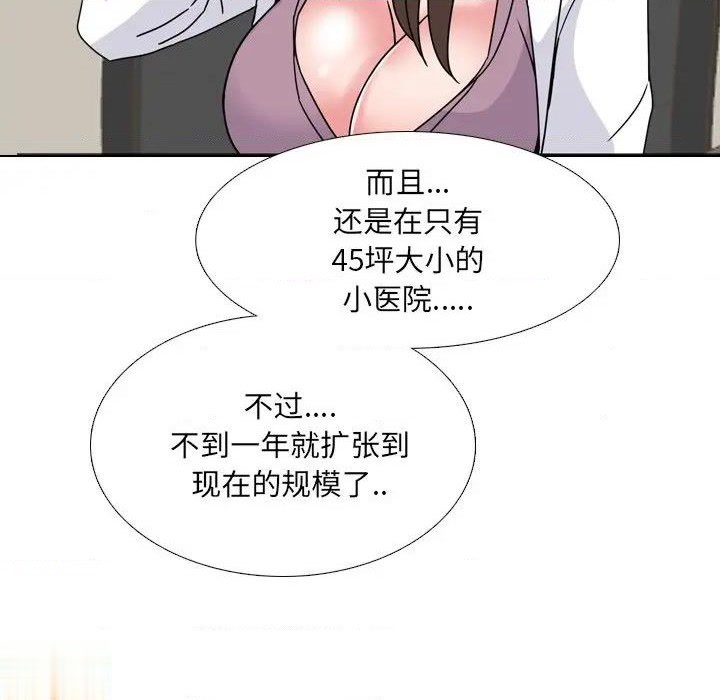 而且...
还是在只有
45坪大小的
小医院.....
不过....
不到一年就扩张到
现在的规模了..